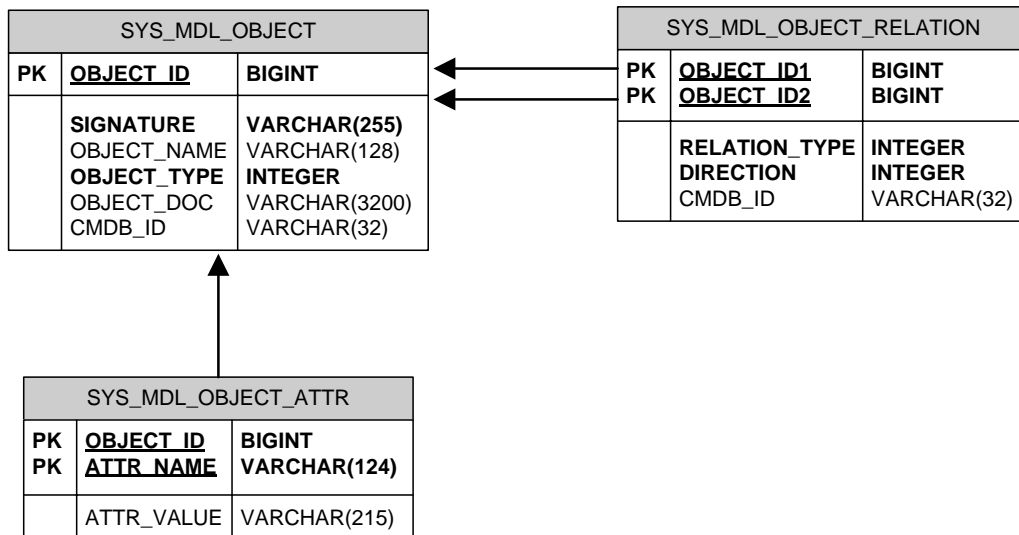 SYS_MDL_OBJECT
PK OBJECT_ID BIGINT
SIGNATURE VARCHAR(255)
OBJECT_NAME VARCHAR(128)
OBJECT_TYPE INTEGER
OBJECT_DOC VARCHAR(3200)
CMDB_ID VARCHAR(32)
SYS_MDL_OBJECT_RELATION
PK OBJECT_ID1 BIGINT
PK OBJECT_ID2 BIGINT
RELATION_TYPE INTEGER
DIRECTION INTEGER
CMDB_ID VARCHAR(32)
SYS_MDL_OBJECT_ATTR
PK OBJECT_ID BIGINT
PK ATTR_NAME VARCHAR(124)
ATTR_VALUE VARCHAR(215)